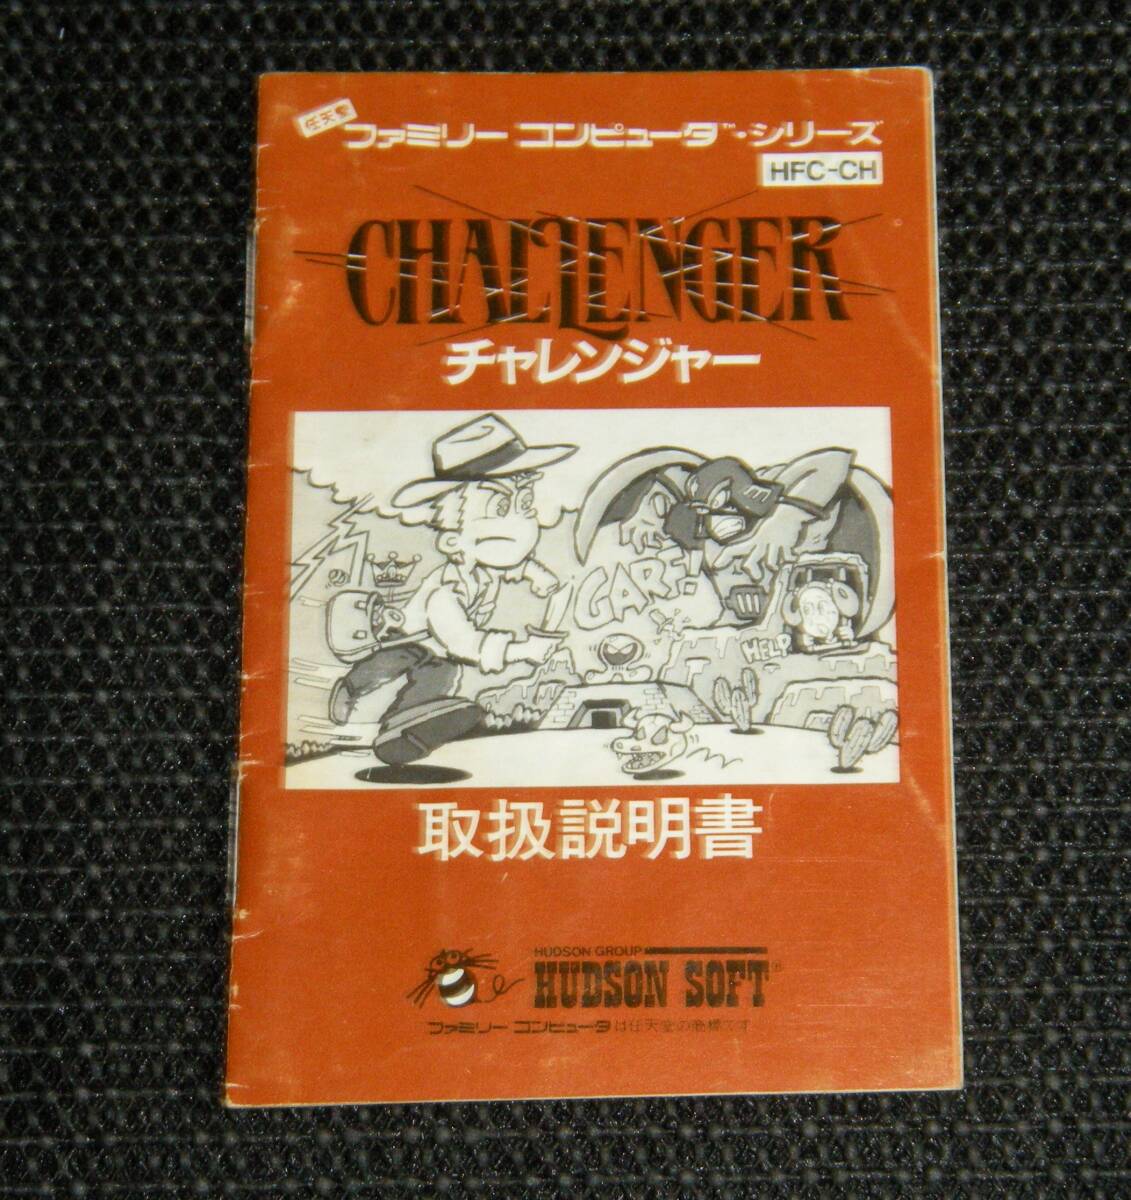 任天堂
ファミリー コンピュータ™・シリーズ
HFC-CH
CHALLENGER
チャレンジャー
GARF!
HELP
取扱説明書
HUDSON GROUP
HUDSON SOFT®
ファミリー コンピュータは任天堂の商標です